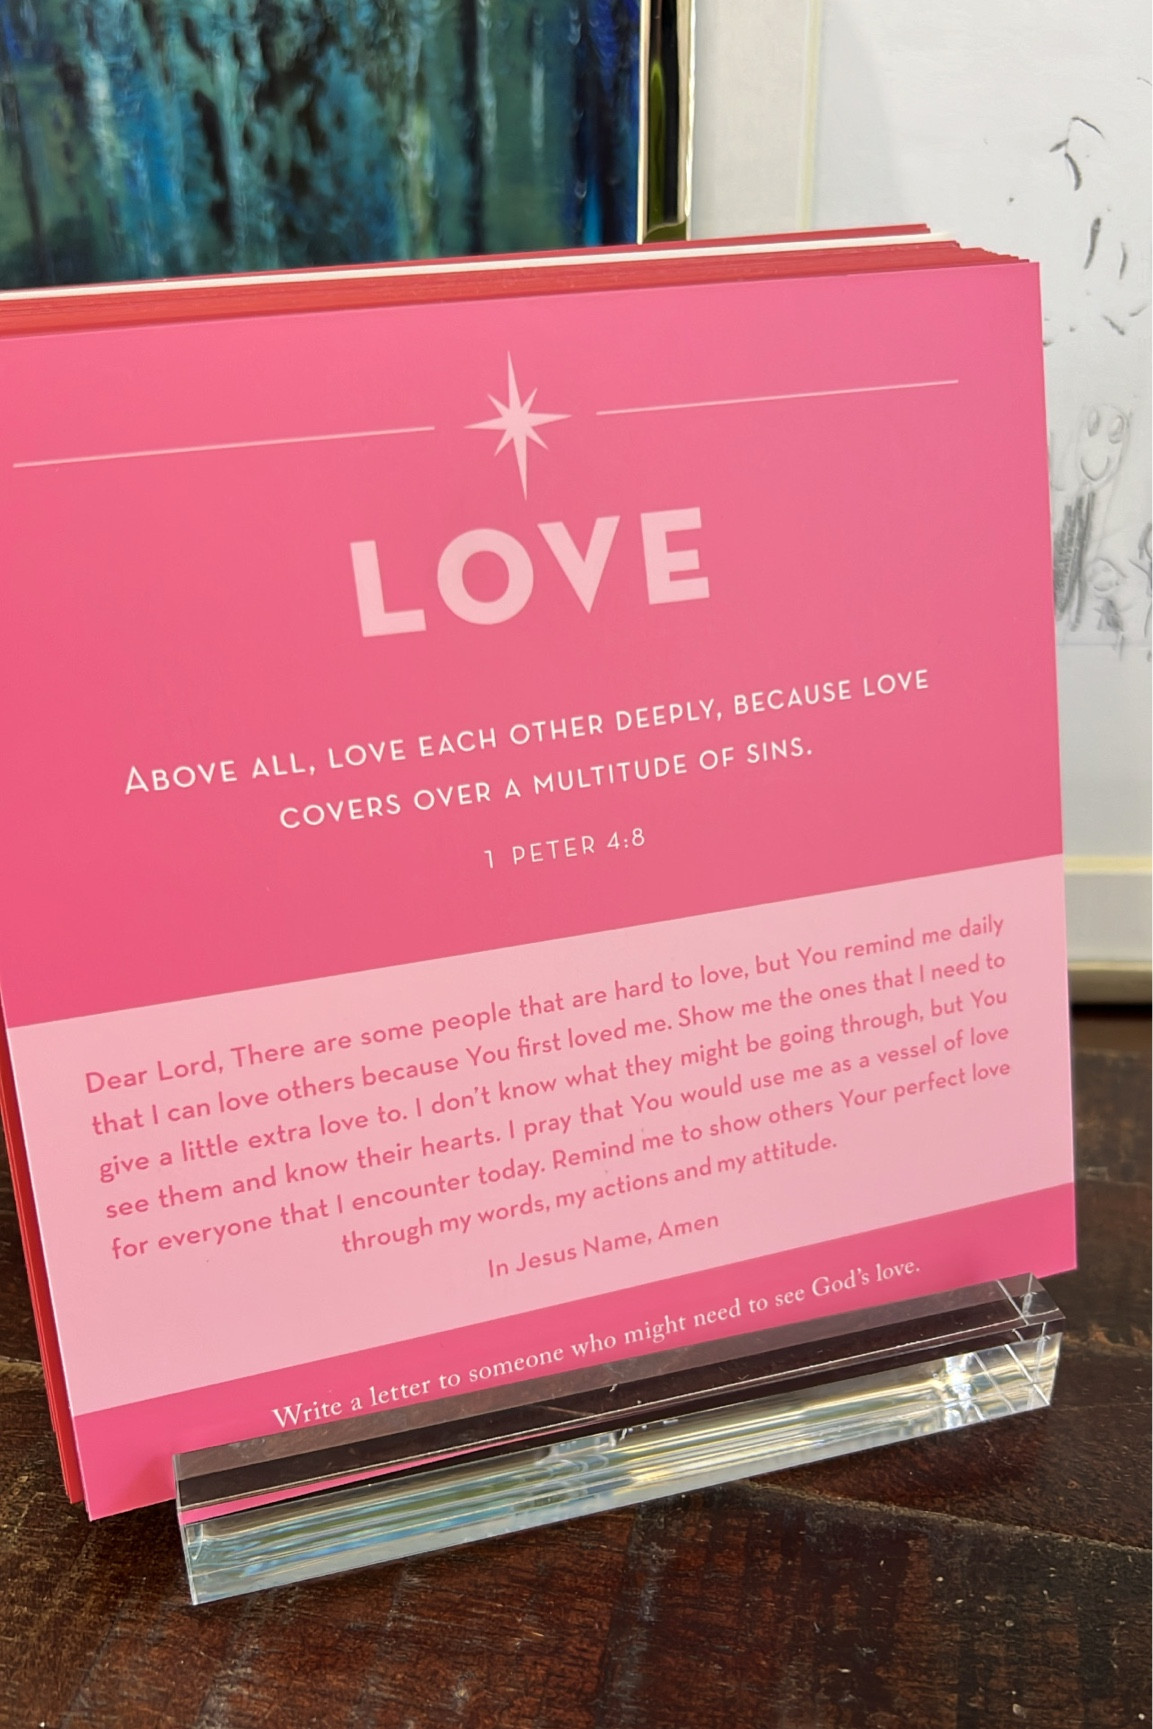 LOVE
ABOVE ALL, LOVE EACH OTHER DEEPLY, BECAUSE LOVE
COVERS OVER A MULTITUDE OF SINS.
1 PETER 4:8
Dear Lord, There are some people that are hard to love, but You remind me daily
that I can love others because You first loved me. Show me the ones that I need to
give a little extra love to. I don't know what they might be going through, but You
see them and know their hearts. I pray that You would use me as a vessel of love
for everyone that I encounter today. Remind me to show others Your perfect love
through my words, my actions and my attitude.
In Jesus Name, Amen
Write a letter to someone who might need to see God's love.